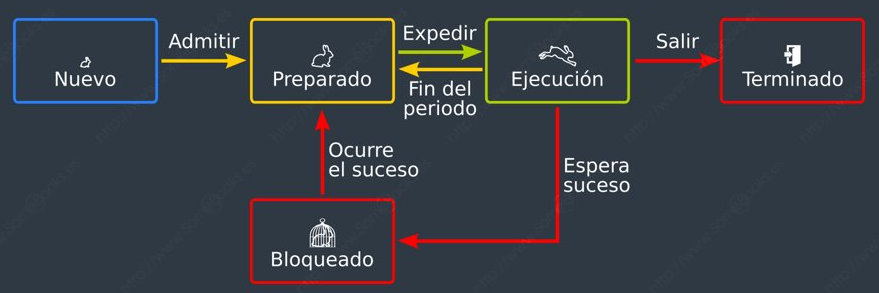 Nuevo
Admitir
Preparado
Expedir
Fin del
periodo
Ejecución
Salir
Terminado
Ocurre
el suceso
Espera
suceso
Bloqueado